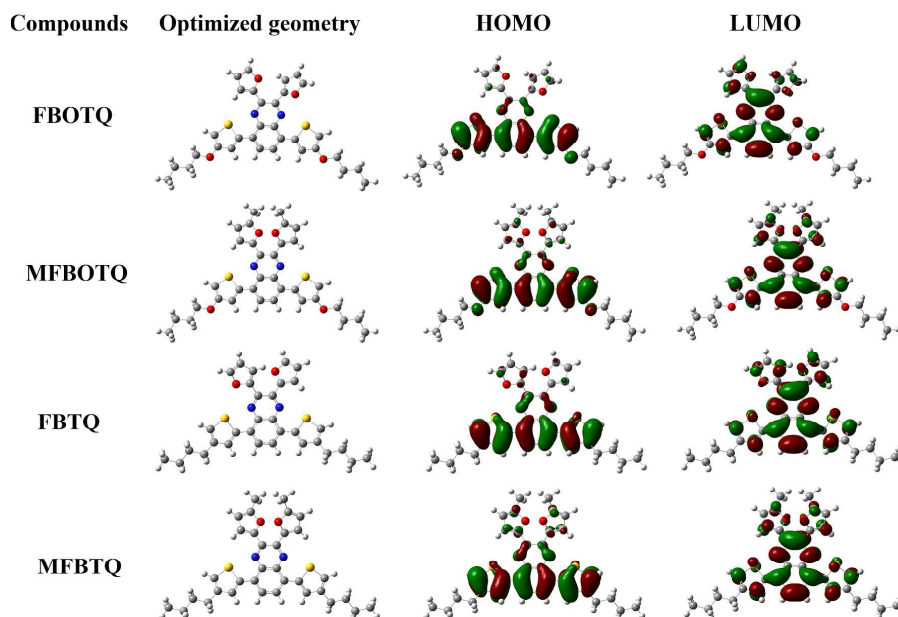 Compounds Optimized geometry HOMO LUMO
FBOTQ
MFBOTQ
FBTQ
MFBTQ